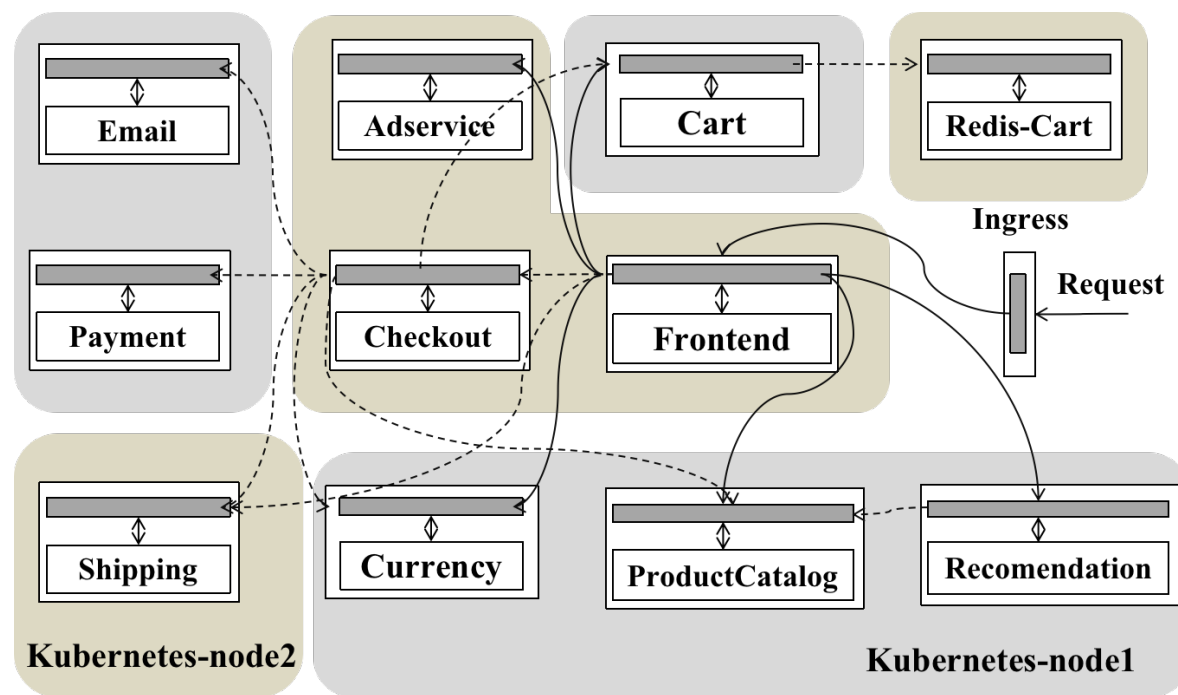 Email
Adservice
Cart
Redis-Cart
Ingress
Request
Payment
Checkout
Frontend
Shipping
Currency
ProductCatalog
Recomendation
Kubernetes-node2
Kubernetes-node1